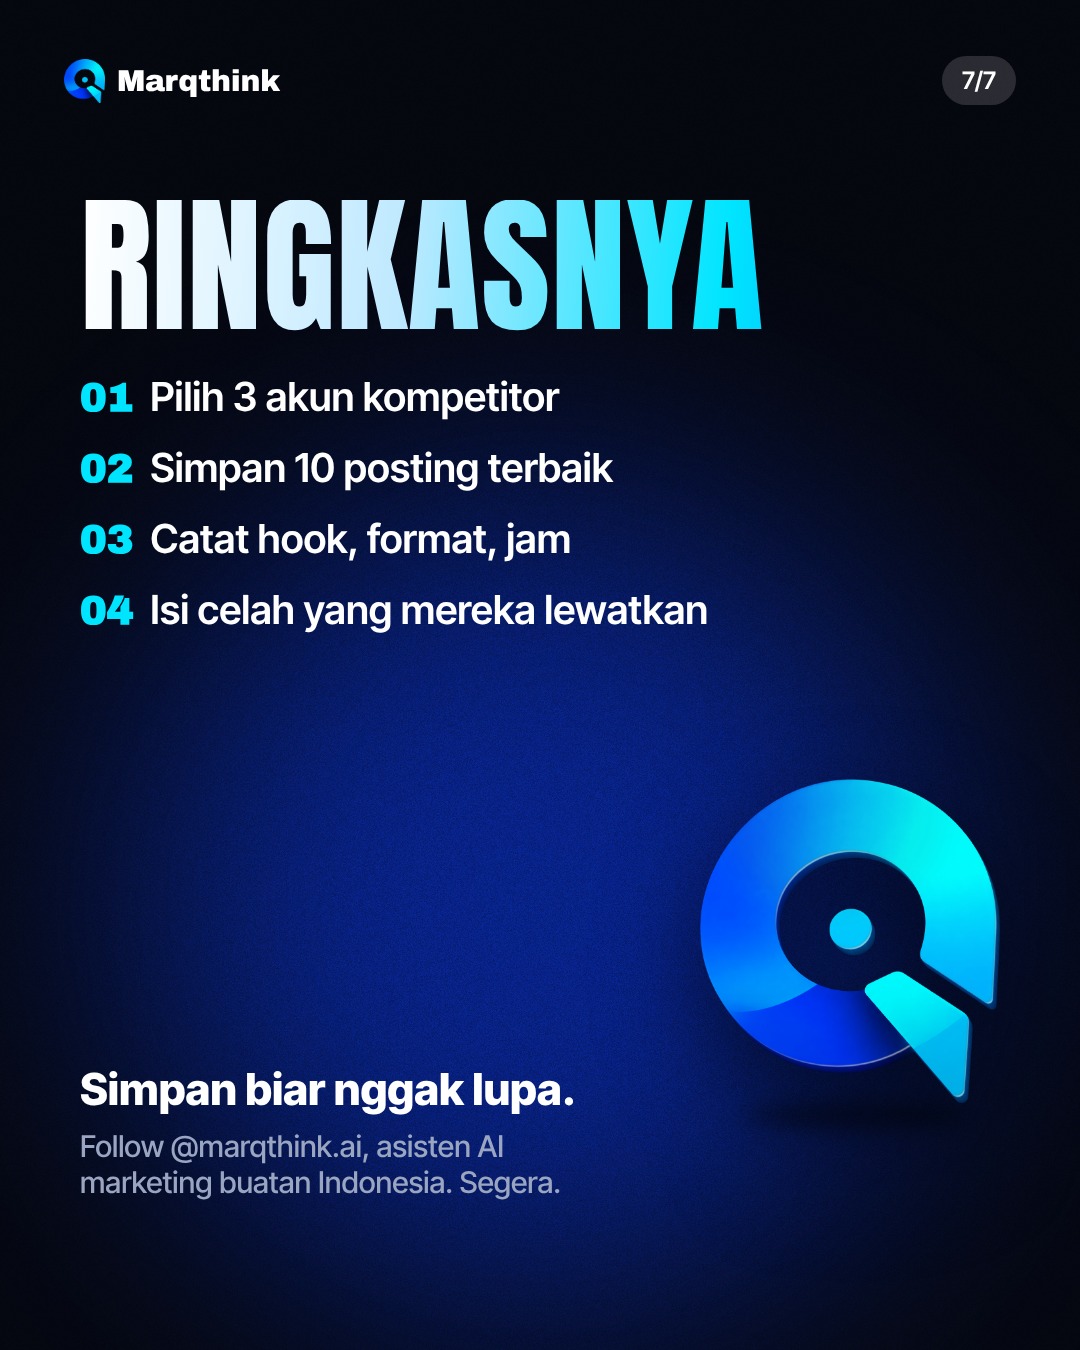 Marqthink
7/7
RINGKASNYA
01 Pilih 3 akun kompetitor
02 Simpan 10 posting terbaik
03 Catat hook, format, jam
04 Isi celah yang mereka lewatkan
Simpan biar nggak lupa.
Follow @marqthink.ai, asisten AI
marketing buatan Indonesia. Segera.